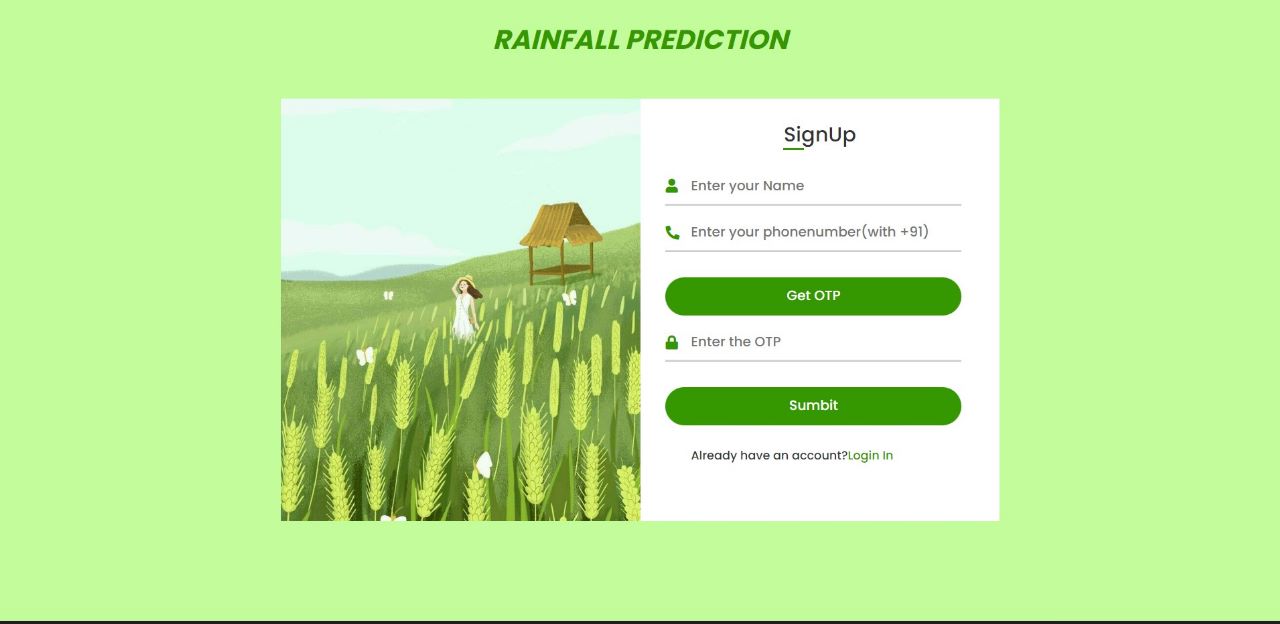 RAINFALL PREDICTION
SignUp
Enter your Name
Enter your phonenumber(with +91)
Get OTP
Enter the OTP
Sumbit
Already have an account?Login In